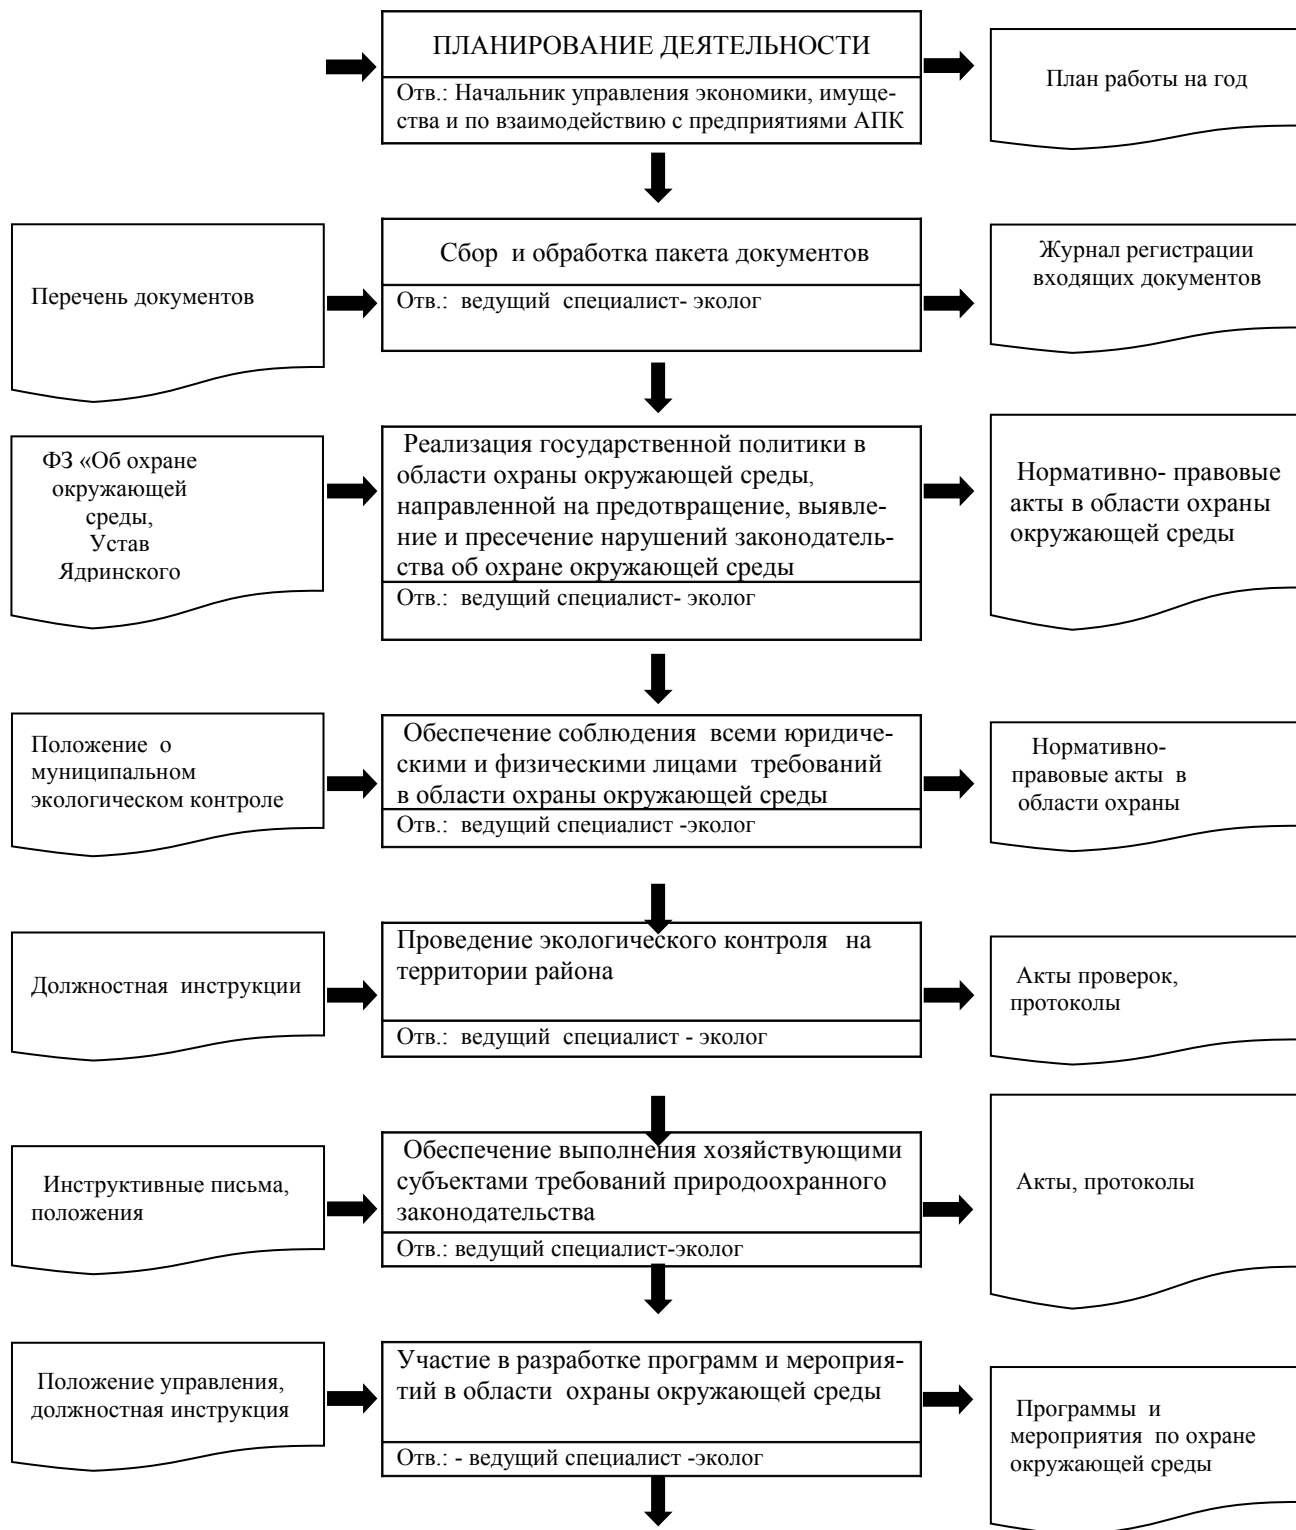 ПЛАНИРОВАНИЕ ДЕЯТЕЛЬНОСТИ
Отв.: Начальник управления экономики, имуще-
ства и по взаимодействию с предприятиями АПК
План работы на год
Перечень документов
Сбор и обработка пакета документов
Отв.: ведущий специалист- эколог
Журнал регистрации
входящих документов
ФЗ «Об охране
окружающей
среды,
Устав
Ядринского
Реализация государственной политики в
области охраны окружающей среды,
направленной на предотвращение, выявле-
ние и пресечение нарушений законодатель-
ства об охране окружающей среды
Отв.: ведущий специалист- эколог
Нормативно- правовые
акты в области охраны
окружающей среды
Положение о
муниципальном
экологическом контроле
Обеспечение соблюдения всеми юридиче-
скими и физическими лицами требований
в области охраны окружающей среды
Отв.: ведущий специалист -эколог
Нормативно-
правовые акты в
области охраны
Должностная инструкции
Проведение экологического контроля на
территории района
Отв.: ведущий специалист - эколог
Акты проверок,
протоколы
Инструктивные письма,
положения
Обеспечение выполнения хозяйствующими
субъектами требований природоохранного
законодательства
Отв.: ведущий специалист-эколог
Акты, протоколы
Положение управления,
должностная инструкция
Участие в разработке программ и мероприя-
тий в области охраны окружающей среды
Отв.: - ведущий специалист -эколог
Программы и
мероприятия по охране
окружающей среды